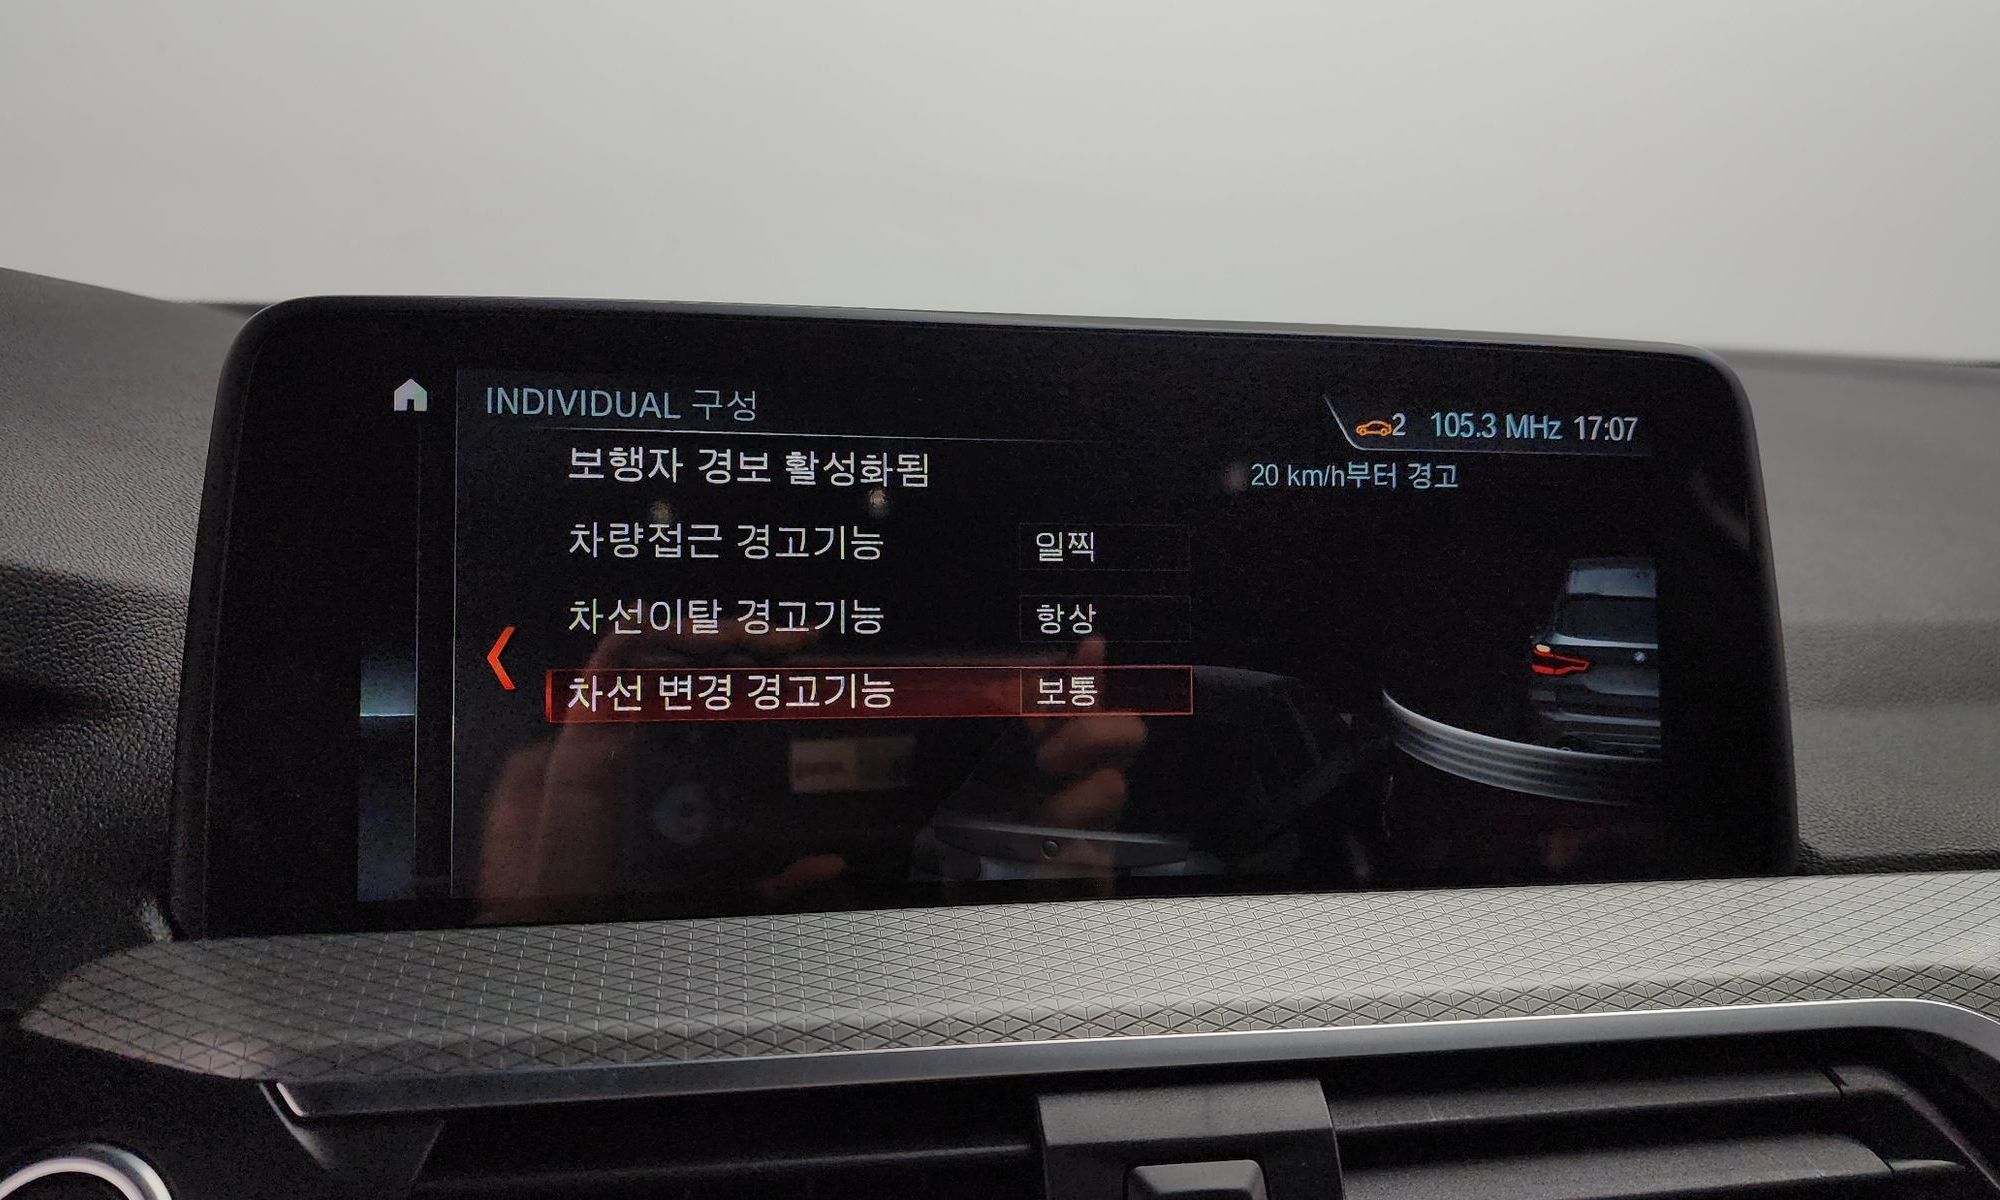 INDIVIDUAL 구성
2 105.3 MHz 17:07
보행자 경보 활성화됨
20 km/h부터 경고
차량접근 경고기능 일찍
차선이탈 경고기능 항상
차선 변경 경고기능 보통